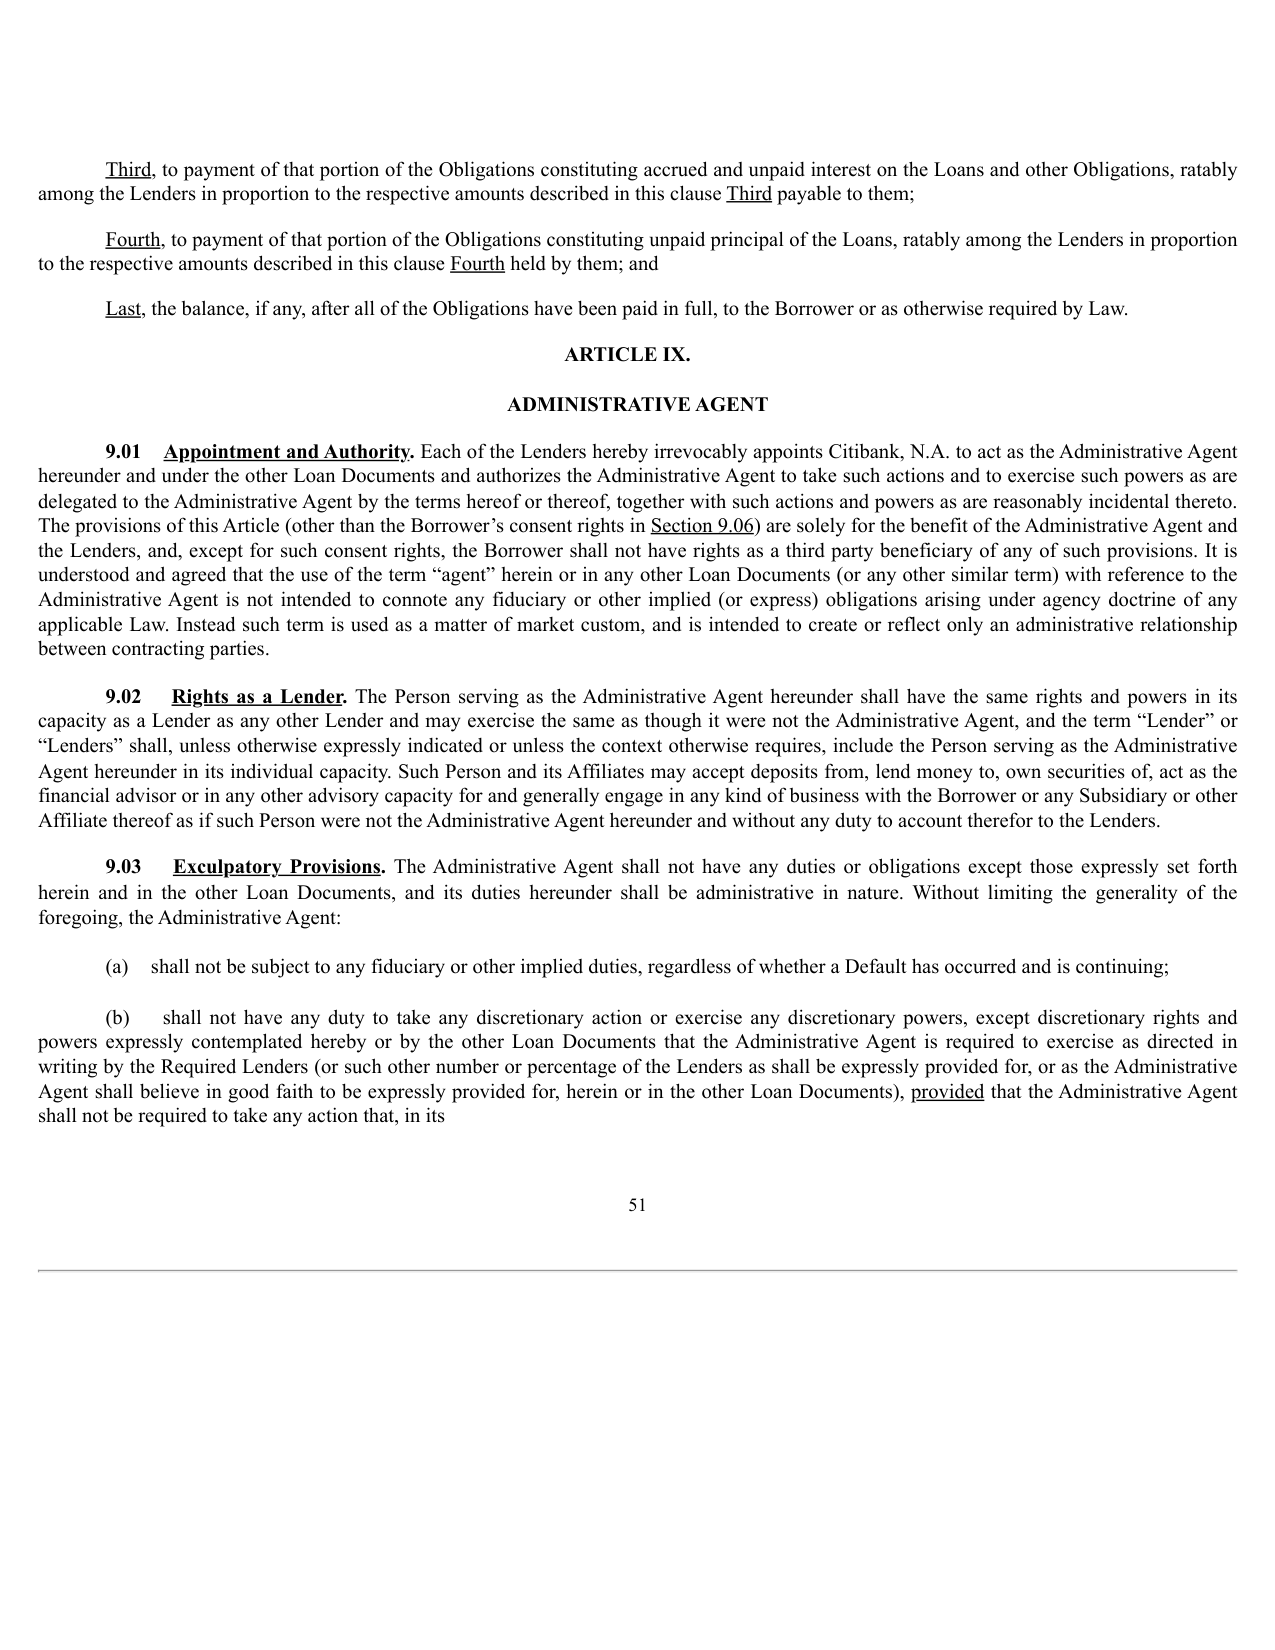 Third, to payment of that portion of the Obligations constituting accrued and unpaid interest on the Loans and other Obligations, ratably
among the Lenders in proportion to the respective amounts described in this clause Third payable to them;
Fourth, to payment of that portion of the Obligations constituting unpaid principal of the Loans, ratably among the Lenders in proportion
to the respective amounts described in this clause Fourth held by them; and
Last, the balance, if any, after all of the Obligations have been paid in full, to the Borrower or as otherwise required by Law.
ARTICLE IX.
ADMINISTRATIVE AGENT
9.01 Appointment and Authority. Each of the Lenders hereby irrevocably appoints Citibank, N.A. to act as the Administrative Agent
hereunder and under the other Loan Documents and authorizes the Administrative Agent to take such actions and to exercise such powers as are
delegated to the Administrative Agent by the terms hereof or thereof, together with such actions and powers as are reasonably incidental thereto.
The provisions of this Article (other than the Borrower’s consent rights in Section 9.06) are solely for the benefit of the Administrative Agent and
the Lenders, and, except for such consent rights, the Borrower shall not have rights as a third party beneficiary of any of such provisions. It is
understood and agreed that the use of the term “agent” herein or in any other Loan Documents (or any other similar term) with reference to the
Administrative Agent is not intended to connote any fiduciary or other implied (or express) obligations arising under agency doctrine of any
applicable Law. Instead such term is used as a matter of market custom, and is intended to create or reflect only an administrative relationship
between contracting parties.
9.02 Rights as a Lender. The Person serving as the Administrative Agent hereunder shall have the same rights and powers in its
capacity as a Lender as any other Lender and may exercise the same as though it were not the Administrative Agent, and the term “Lender” or
“Lenders” shall, unless otherwise expressly indicated or unless the context otherwise requires, include the Person serving as the Administrative
Agent hereunder in its individual capacity. Such Person and its Affiliates may accept deposits from, lend money to, own securities of, act as the
financial advisor or in any other advisory capacity for and generally engage in any kind of business with the Borrower or any Subsidiary or other
Affiliate thereof as if such Person were not the Administrative Agent hereunder and without any duty to account therefor to the Lenders.
9.03 Exculpatory Provisions. The Administrative Agent shall not have any duties or obligations except those expressly set forth
herein and in the other Loan Documents, and its duties hereunder shall be administrative in nature. Without limiting the generality of the
foregoing, the Administrative Agent:
(a) shall not be subject to any fiduciary or other implied duties, regardless of whether a Default has occurred and is continuing;
(b) shall not have any duty to take any discretionary action or exercise any discretionary powers, except discretionary rights and
powers expressly contemplated hereby or by the other Loan Documents that the Administrative Agent is required to exercise as directed in
writing by the Required Lenders (or such other number or percentage of the Lenders as shall be expressly provided for, or as the Administrative
Agent shall believe in good faith to be expressly provided for, herein or in the other Loan Documents), provided that the Administrative Agent
shall not be required to take any action that, in its
51